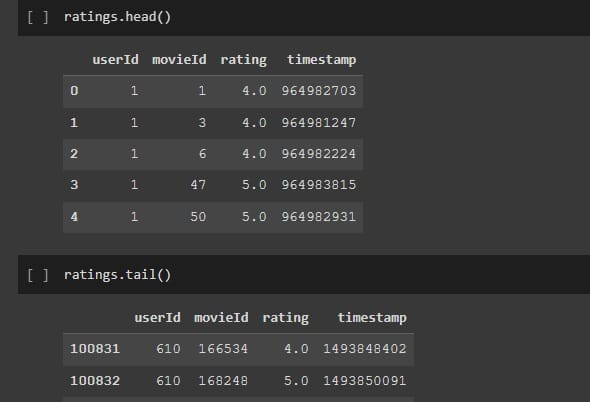 [ ] ratings.head()
userId movieId rating timestamp
0 1 1 4.0 964982703
1 1 3 4.0 964981247
2 1 6 4.0 964982224
3 1 47 5.0 964983815
4 1 50 5.0 964982931
[ ] ratings.tail()
userId movieId rating timestamp
100831 610 166534 4.0 1493848402
100832 610 168248 5.0 1493850091